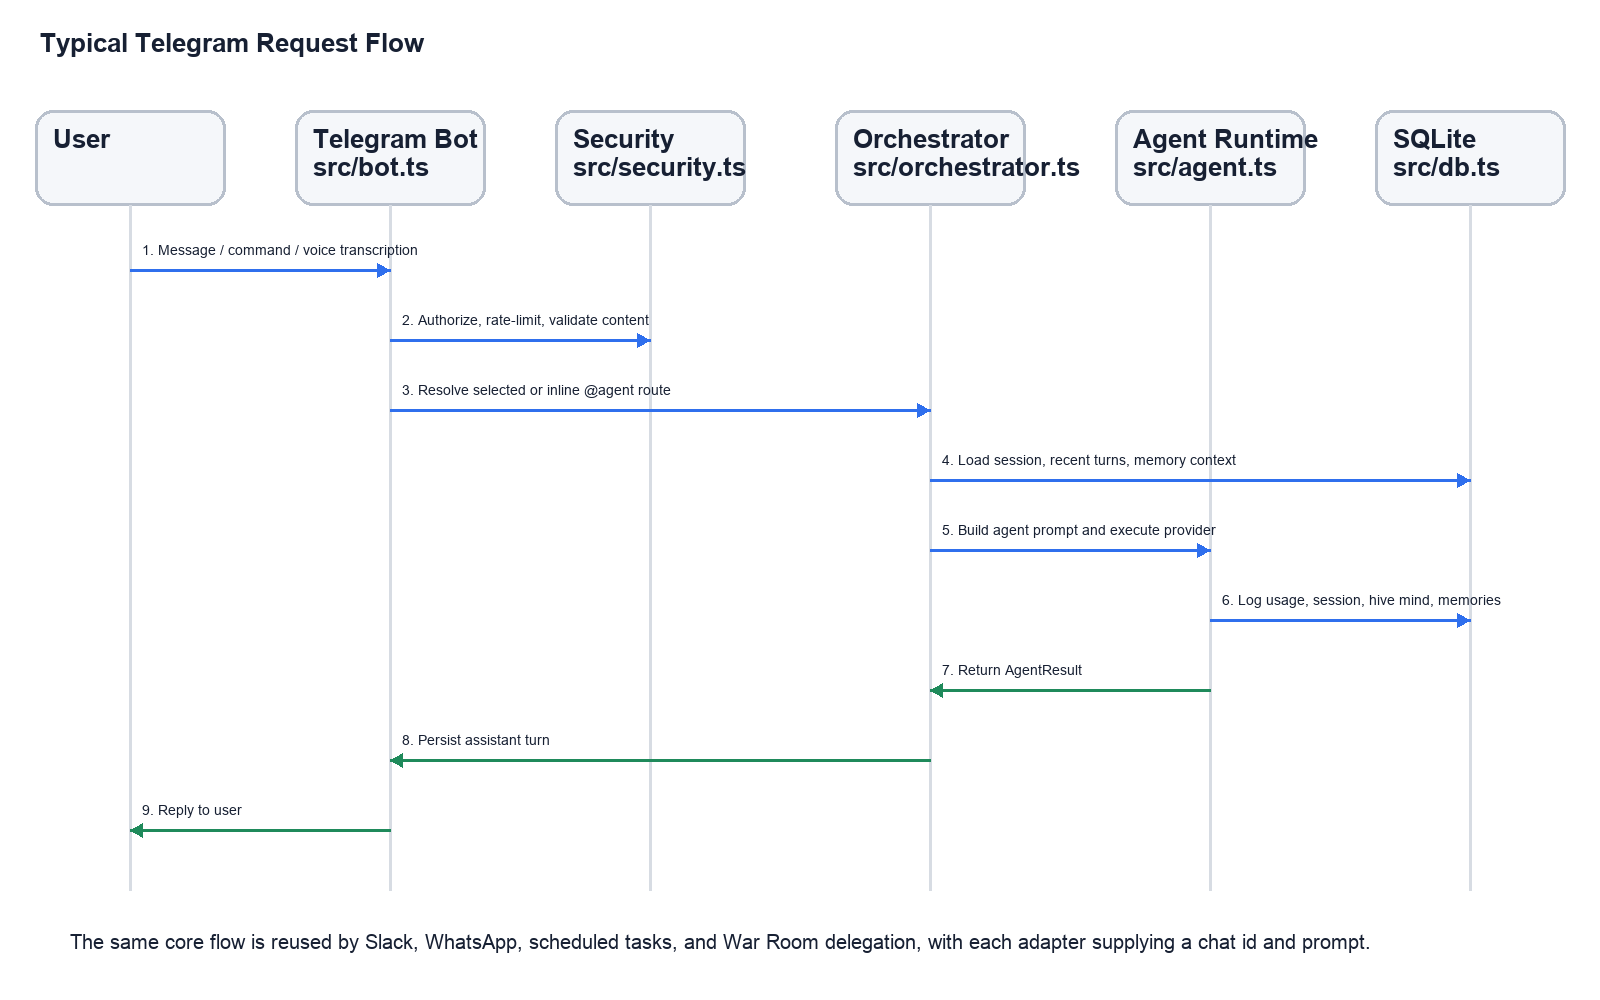 Typical Telegram Request Flow
User
Telegram Bot
src/bot.ts
Security
src/security.ts
Orchestrator
src/orchestrator.ts
Agent Runtime
src/agent.ts
SQLite
src/db.ts
1. Message / command / voice transcription
2. Authorize, rate-limit, validate content
3. Resolve selected or inline @agent route
4. Load session, recent turns, memory context
5. Build agent prompt and execute provider
6. Log usage, session, hive mind, memories
7. Return AgentResult
8. Persist assistant turn
9. Reply to user
The same core flow is reused by Slack, WhatsApp, scheduled tasks, and War Room delegation, with each adapter supplying a chat id and prompt.